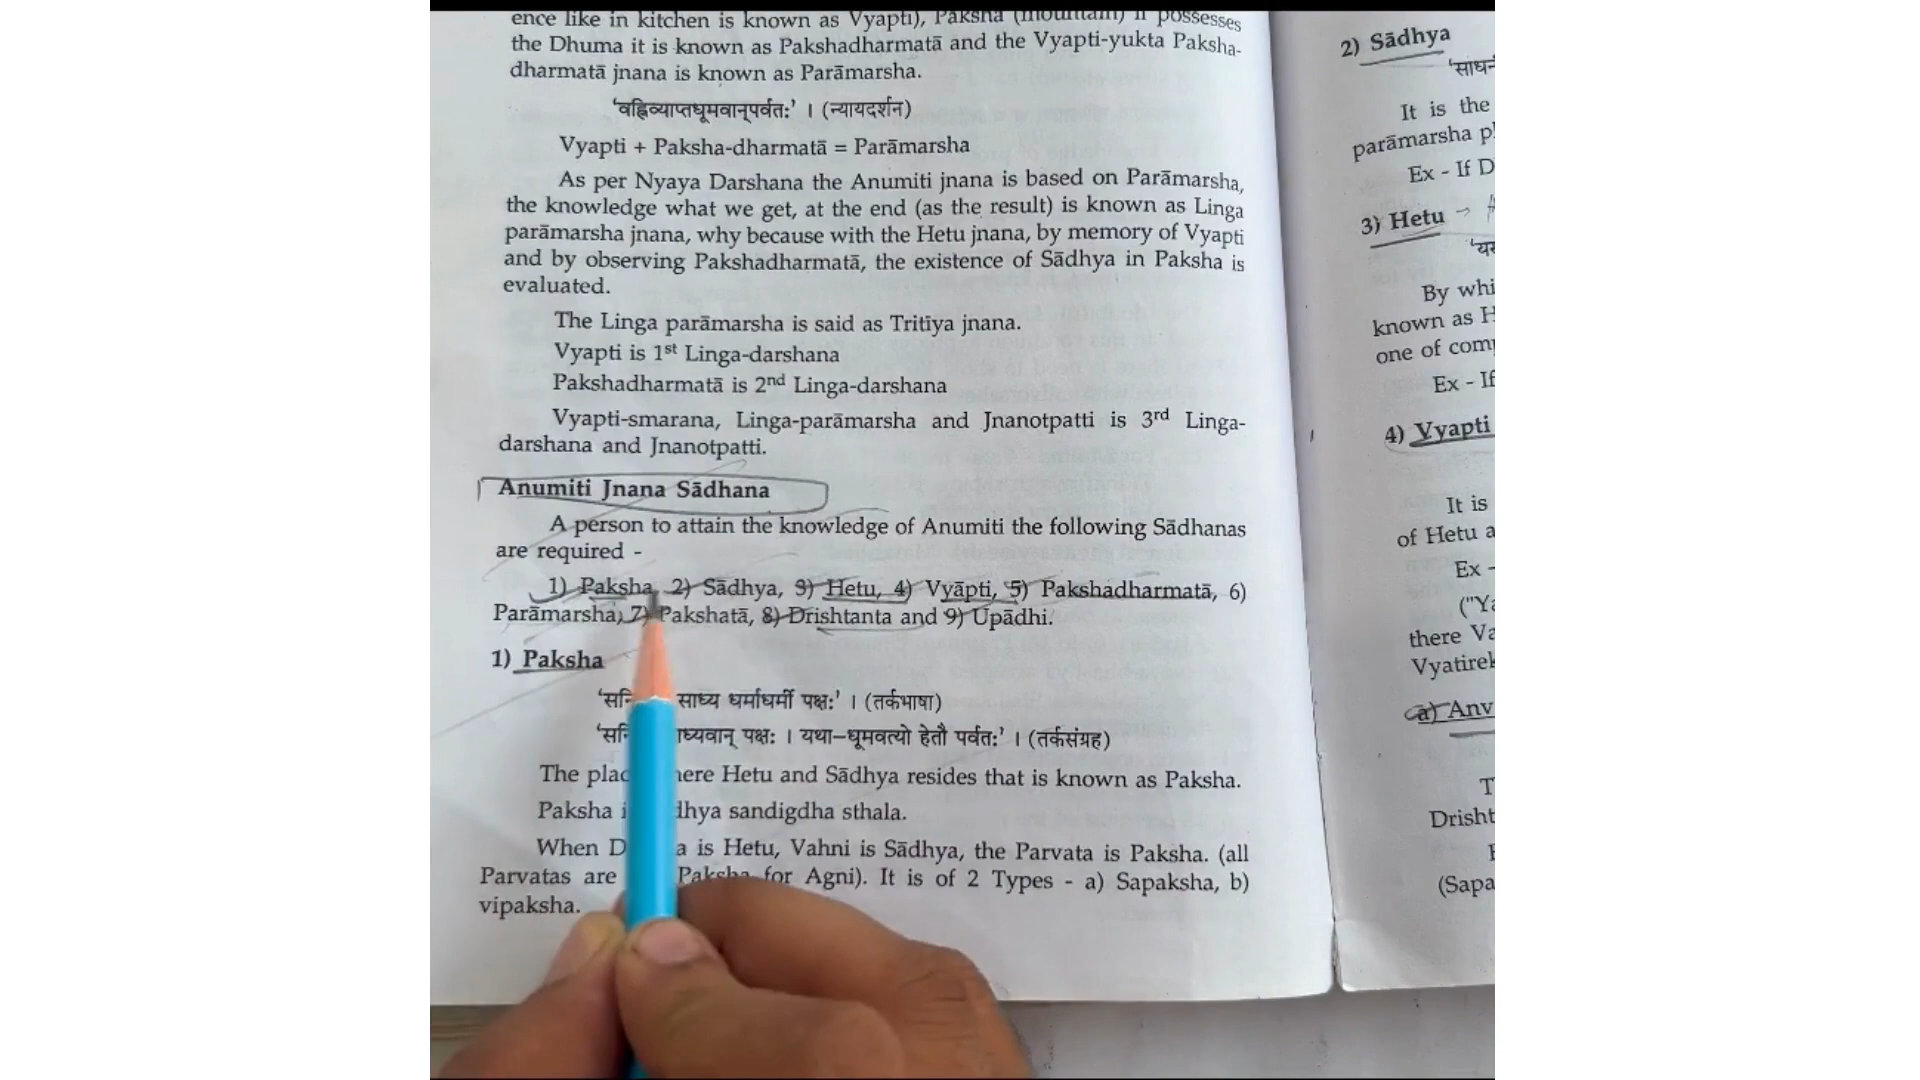 ence like in kitchen is known as Vyapti), Paksha (mountain) if possesses
the Dhuma it is known as Pakshadharmatā and the Vyapti-yukta Paksha-
dharmatā jnana is known as Parāmarsha.
'वह्निव्याप्तधूमवान्पर्वतः' । (न्यायदर्शन)
Vyapti + Paksha-dharmatā = Parāmarsha
As per Nyaya Darshana the Anumiti jnana is based on Parāmarsha,
the knowledge what we get, at the end (as the result) is known as Linga
parāmarsha jnana, why because with the Hetu jnana, by memory of Vyapti
and by observing Pakshadharmatā, the existence of Sādhya in Paksha is
evaluated.
The Linga parāmarsha is said as Tritīya jnana.
Vyapti is 1st Linga-darshana
Pakshadharmatā is 2nd Linga-darshana
Vyapti-smarana, Linga-parāmarsha and Jnanotpatti is 3rd Linga-
darshana and Jnanotpatti.
Anumiti Jnana Sādhana
A person to attain the knowledge of Anumiti the following Sādhanas
are required -
1) Paksha, 2) Sādhya, 3) Hetu, 4) Vyāpti, 5) Pakshadharmatā, 6)
Parāmarsha, 7) Pakshatā, 8) Drishtanta and 9) Upādhi.
1) Paksha
साध्य धर्माधर्मी पक्षः' । (तर्कभाषा)
पक्षः । यथा-धूमवत्यो हेतौ पर्वतः' । (तर्कसंग्रह)
The Hetu and Sādhya resides that is known as Paksha.
Paksha sandigdha sthala.
When is Hetu, Vahni is Sādhya, the Parvata is Paksha. (all
Parvatas are Paksha for Agni). It is of 2 Types - a) Sapaksha, b)
vipaksha.
2) Sādhya
It is the
parāmarsha
Ex - If D
3) Hetu
By whi
known as H
one of com
Ex - If
4) Vyapti
It is
of Hetu a
Ex -
("Ya
there Va
Vyatirek
a) Anv
T
Drisht
(Sapa